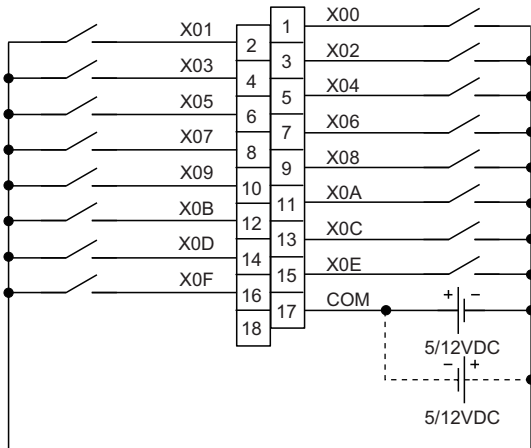 X00
1
X01
2
X02
3
X03
4
X04
5
X05
6
X06
7
X07
8
X08
9
X09
10
X0A
11
X0B
12
X0C
13
X0D
14
X0E
15
X0F
16
COM
17
+ −
18
5/12VDC
− +
5/12VDC